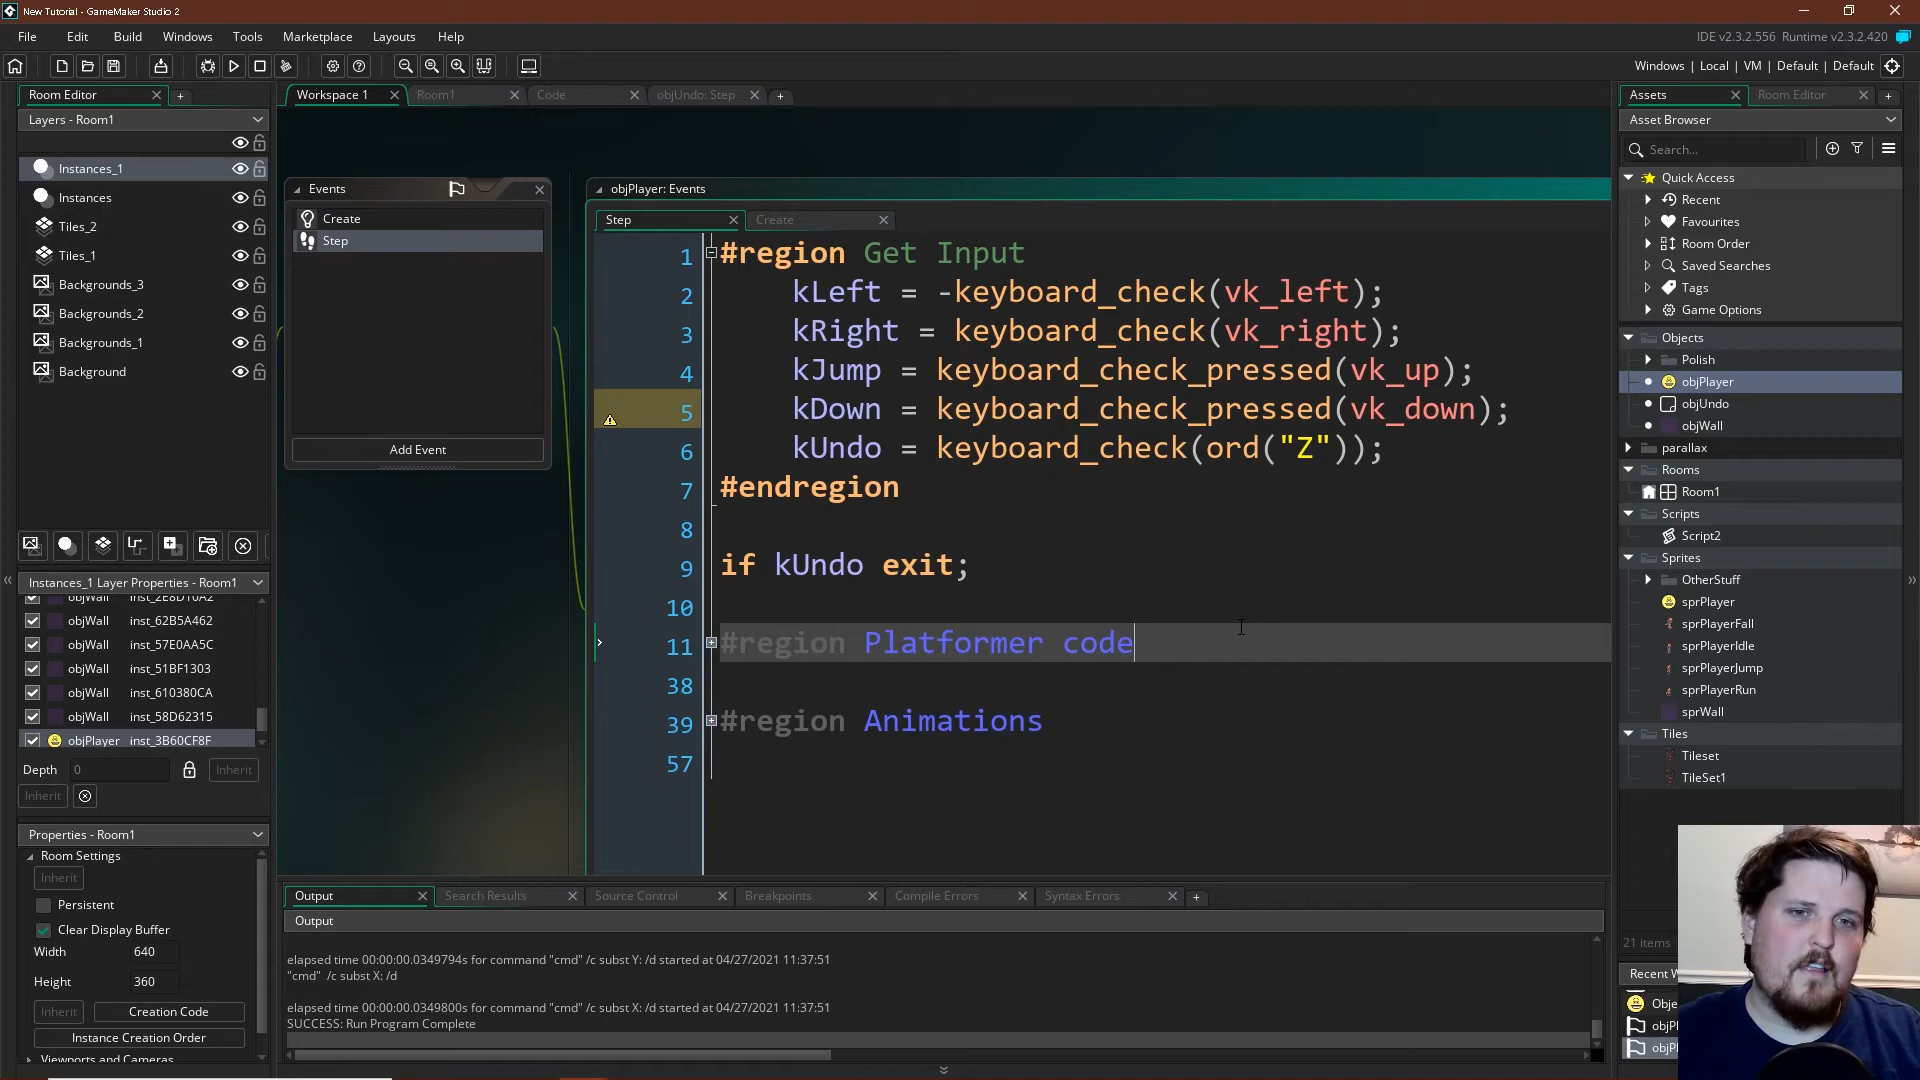 New Tutorial - GameMaker Studio 2
File Edit Build Windows Tools Marketplace Layouts Help
IDE v2.3.2.556 Runtime v2.3.2.420
Windows | Local | VM | Default | Default
Room Editor
Layers - Room1
Instances_1
Instances
Tiles_2
Tiles_1
Backgrounds_3
Backgrounds_2
Backgrounds_1
Background
Instances_1 Layer Properties - Room1
objWall inst_2E8D10A2
objWall inst_62B5A462
objWall inst_57E0AA5C
objWall inst_51BF1303
objWall inst_610380CA
objWall inst_58D62315
objPlayer inst_3B60CF8F
Depth 0 Inherit
Inherit
Properties - Room1
Room Settings
Inherit
Persistent
Clear Display Buffer
Width 640
Height 360
Inherit Creation Code
Instance Creation Order
Viewports and Cameras
Workspace 1 Room1 Code objUndo: Step
Events
Create
Step
Add Event
objPlayer: Events
Step Create
1 #region Get Input
2 kLeft = -keyboard_check(vk_left);
3 kRight = keyboard_check(vk_right);
4 kJump = keyboard_check_pressed(vk_up);
5 kDown = keyboard_check_pressed(vk_down);
6 kUndo = keyboard_check(ord("Z"));
7 #endregion
8
9 if kUndo exit;
10
11 #region Platformer code
38
39 #region Animations
57
Output Search Results Source Control Breakpoints Compile Errors Syntax Errors
Output
elapsed time 00:00:00.0349794s for command "cmd" /c subst Y: /d started at 04/27/2021 11:37:51
"cmd" /c subst X: /d
elapsed time 00:00:00.0349800s for command "cmd" /c subst X: /d started at 04/27/2021 11:37:51
SUCCESS: Run Program Complete
Assets Room Editor
Asset Browser
Search...
Quick Access
Recent
Favourites
Room Order
Saved Searches
Tags
Game Options
Objects
Polish
objPlayer
objUndo
objWall
parallax
Rooms
Room1
Scripts
Script2
Sprites
OtherStuff
sprPlayer
sprPlayerFall
sprPlayerIdle
sprPlayerJump
sprPlayerRun
sprWall
Tiles
Tileset
TileSet1
21 items
Recent W
Obje
objPl
objPl